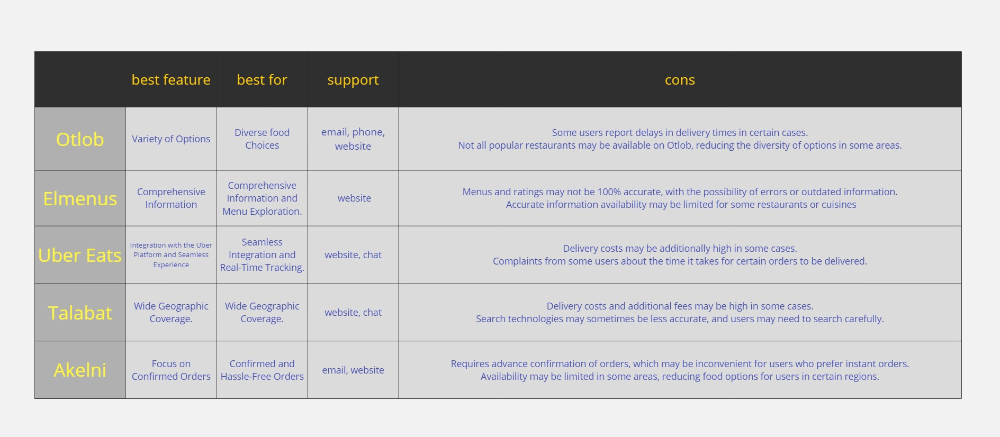 best feature
best for
support
cons
Otlob
Variety of Options
Diverse food
Choices
email, phone,
website
Some users report delays in delivery times in certain cases.
Not all popular restaurants may be available on Otlob, reducing the diversity of options in some areas.
Elmenus
Comprehensive
Information
Comprehensive
Information and
Menu Exploration.
website
Menus and ratings may not be 100% accurate, with the possibility of errors or outdated information.
Accurate information availability may be limited for some restaurants or cuisines
Uber Eats
Integration with the Uber
Platform and Seamless
Experience
Seamless
Integration and
Real-Time Tracking.
website, chat
Delivery costs may be additionally high in some cases.
Complaints from some users about the time it takes for certain orders to be delivered.
Talabat
Wide Geographic
Coverage.
Wide Geographic
Coverage.
website, chat
Delivery costs and additional fees may be high in some cases.
Search technologies may sometimes be less accurate, and users may need to search carefully.
Akelni
Focus on
Confirmed Orders
Confirmed and
Hassle-Free Orders
email, website
Requires advance confirmation of orders, which may be inconvenient for users who prefer instant orders.
Availability may be limited in some areas, reducing food options for users in certain regions.